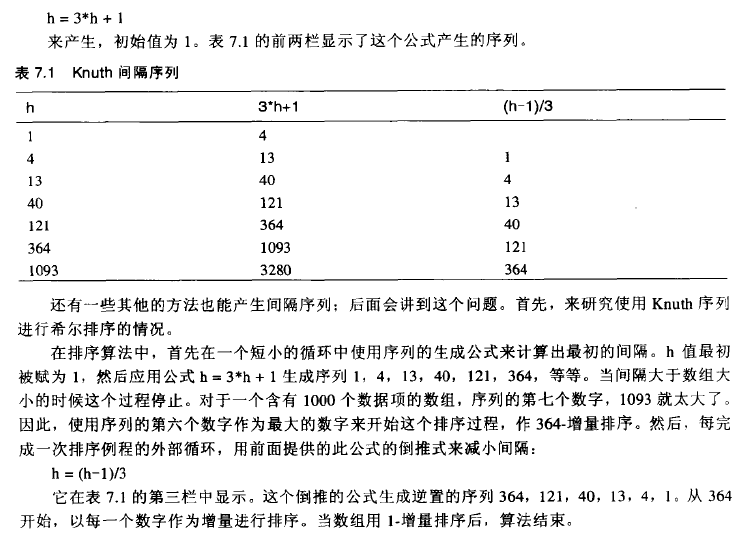 h = 3*h + 1
来产生，初始值为 1。表 7.1 的前两栏显示了这个公式产生的序列。
表 7.1 Knuth 间隔序列
h 3*h+1 (h-1)/3
1 4
4 13 1
13 40 4
40 121 13
121 364 40
364 1093 121
1093 3280 364
还有一些其他的方法也能产生间隔序列；后面会讲到这个问题。首先，来研究使用 Knuth 序列
进行希尔排序的情况。
在排序算法中，首先在一个短小的循环中使用序列的生成公式来计算出最初的间隔。h 值最初
被赋为 1，然后应用公式 h = 3*h + 1 生成序列 1，4，13，40，121，364，等等。当间隔大于数组大
小的时候这个过程停止。对于一个含有 1000 个数据项的数组，序列的第七个数字，1093 就太大了。
因此，使用序列的第六个数字作为最大的数字来开始这个排序过程，作 364-增量排序。然后，每完
成一次排序例程的外部循环，用前面提供的此公式的倒推式来减小间隔：
h = (h-1)/3
它在表 7.1 的第三栏中显示。这个倒推的公式生成逆置的序列 364，121，40，13，4，1。从 364
开始，以每一个数字作为增量进行排序。当数组用 1-增量排序后，算法结束。